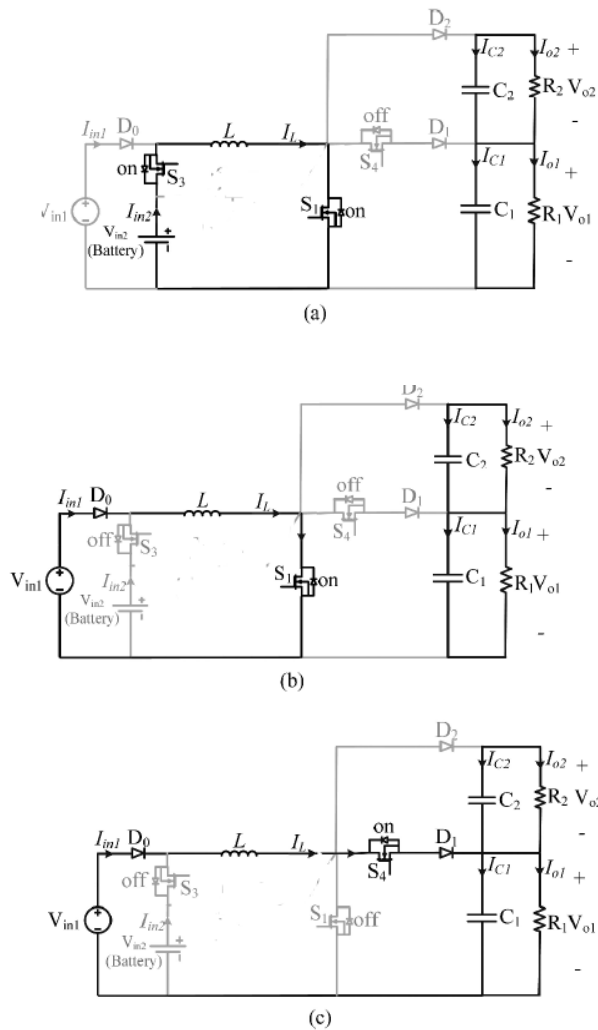 D2
IC2 Io2 +
C2 R2 Vo2
-
off
Iin1 D0 L IL S4 D1
IC1 Io1 +
on S3
Iin2 S1 on C1 R1 Vo1
Vin2
(Battery) + -
-
(a)
D2
IC2 Io2 +
C2 R2 Vo2
-
off
Iin1 D0 L IL S4 D1
IC1 Io1 +
off S3
Vin1 + - Iin2 S1 on C1 R1 Vo1
Vin2
(Battery) + -
-
(b)
D2
IC2 Io2 +
C2 R2 Vo2
-
on
Iin1 D0 L IL S4 D1
IC1 Io1 +
off S3
Vin1 + - Iin2 S1 off C1 R1 Vo1
Vin2
(Battery) + -
-
(c)